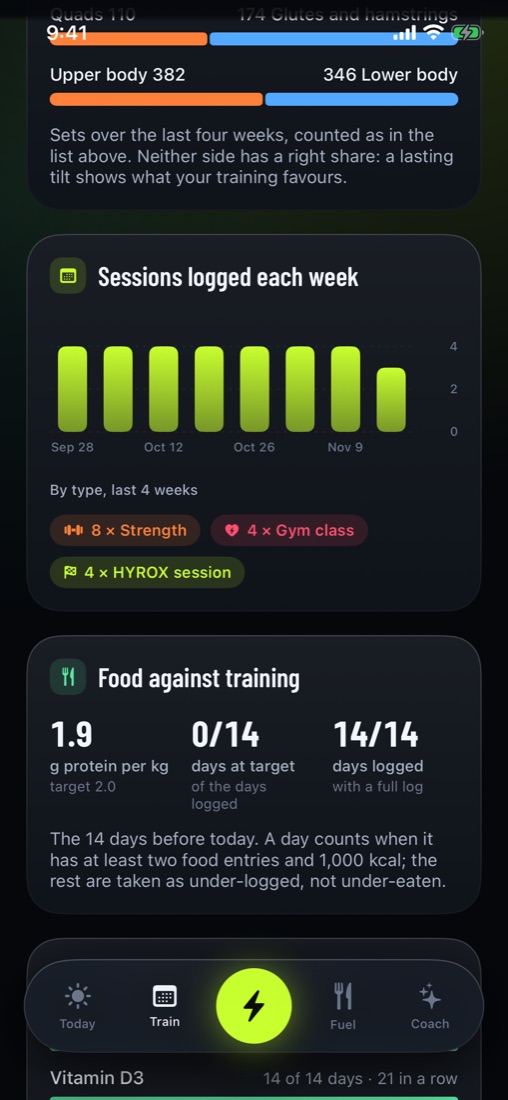 Quads 110 174 Glutes and hamstrings
9:41
Upper body 382 346 Lower body
Sets over the last four weeks, counted as in the
list above. Neither side has a right share: a lasting
tilt shows what your training favours.
Sessions logged each week
4
2
0
Sep 28 Oct 12 Oct 26 Nov 9
By type, last 4 weeks
8 × Strength 4 × Gym class
4 × HYROX session
Food against training
1.9 0/14 14/14
g protein per kg days at target days logged
target 2.0 of the days with a full log
logged
The 14 days before today. A day counts when it
has at least two food entries and 1,000 kcal; the
rest are taken as under-logged, not under-eaten.
Today Train Fuel Coach
Vitamin D3 14 of 14 days · 21 in a row